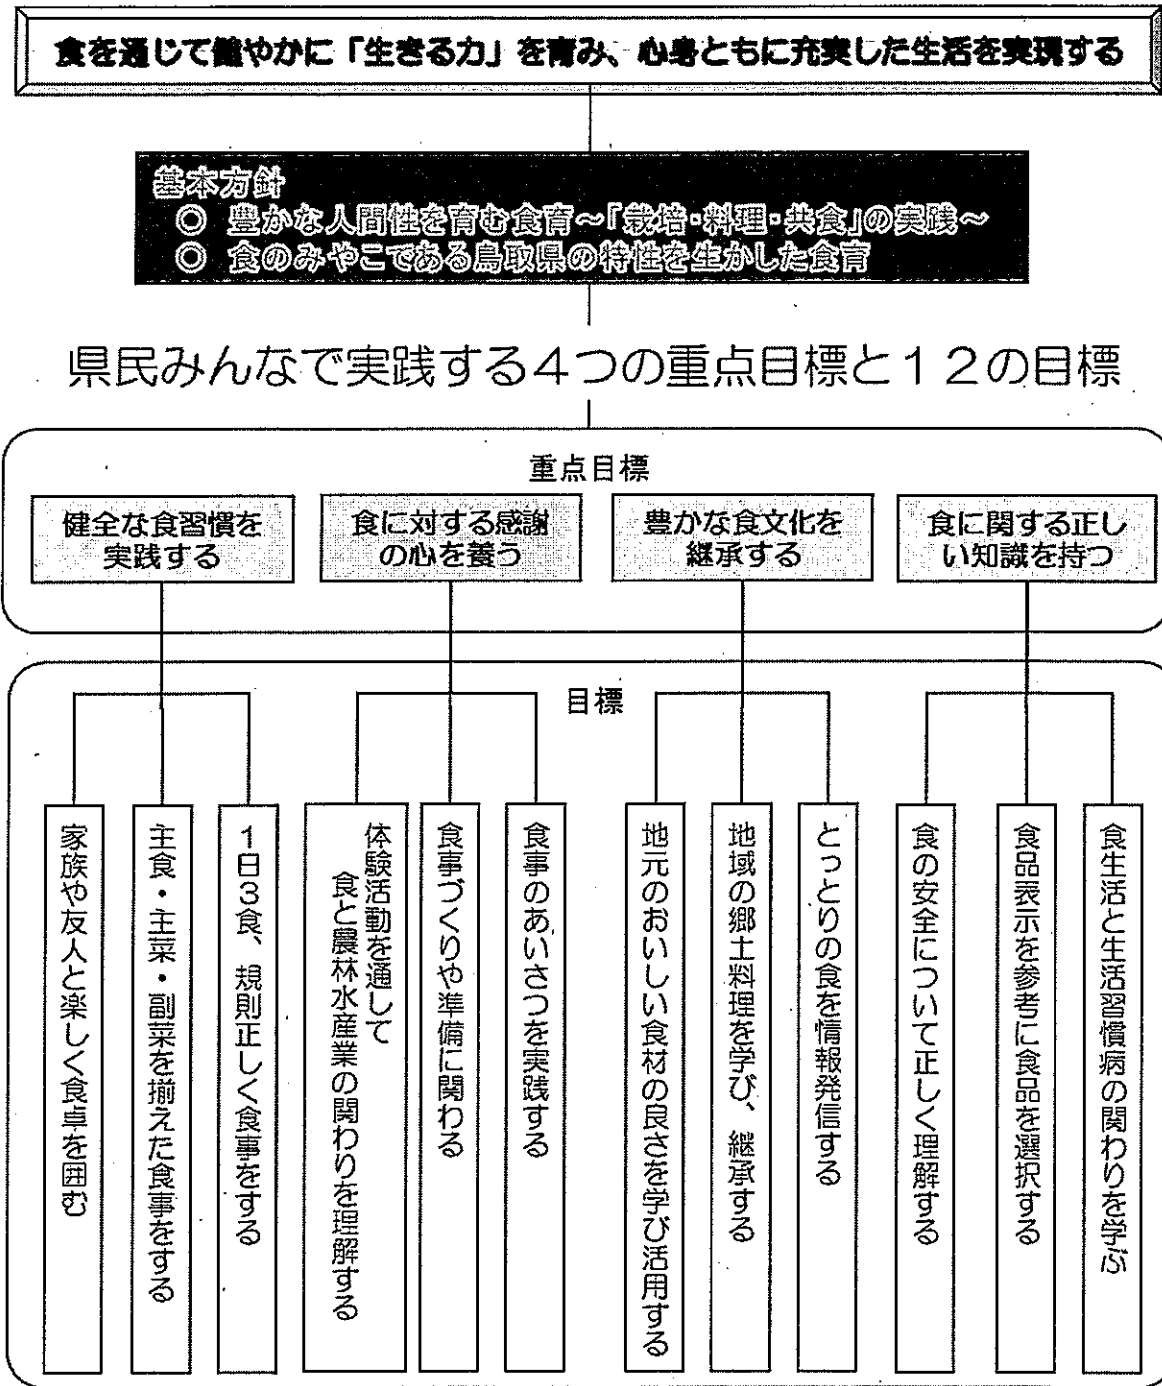 食を通じて健やかに「生きる力」を育み、心身ともに充実した生活を実現する
基本方針
◎ 豊かな人間性を育む食育～「栽培・料理・共食」の実践～
◎ 食のみやこである鳥取県の特性を生かした食育
県民みんなで実践する４つの重点目標と１２の目標
重点目標
健全な食習慣を
実践する
食に対する感謝
の心を養う
豊かな食文化を
継承する
食に関する正し
い知識を持つ
目標
家族や友人と楽しく食卓を囲む
主食・主菜・副菜を揃えた食事をする
１日３食、規則正しく食事をする
体験活動を通して
食と農林水産業の関わりを理解する
食事づくりや準備に関わる
食事のあいさつを実践する
地元のおいしい食材の良さを学び活用する
地域の郷土料理を学び、継承する
とっとりの食を情報発信する
食の安全について正しく理解する
食品表示を参考に食品を選択する
食生活と生活習慣病の関わりを学ぶ